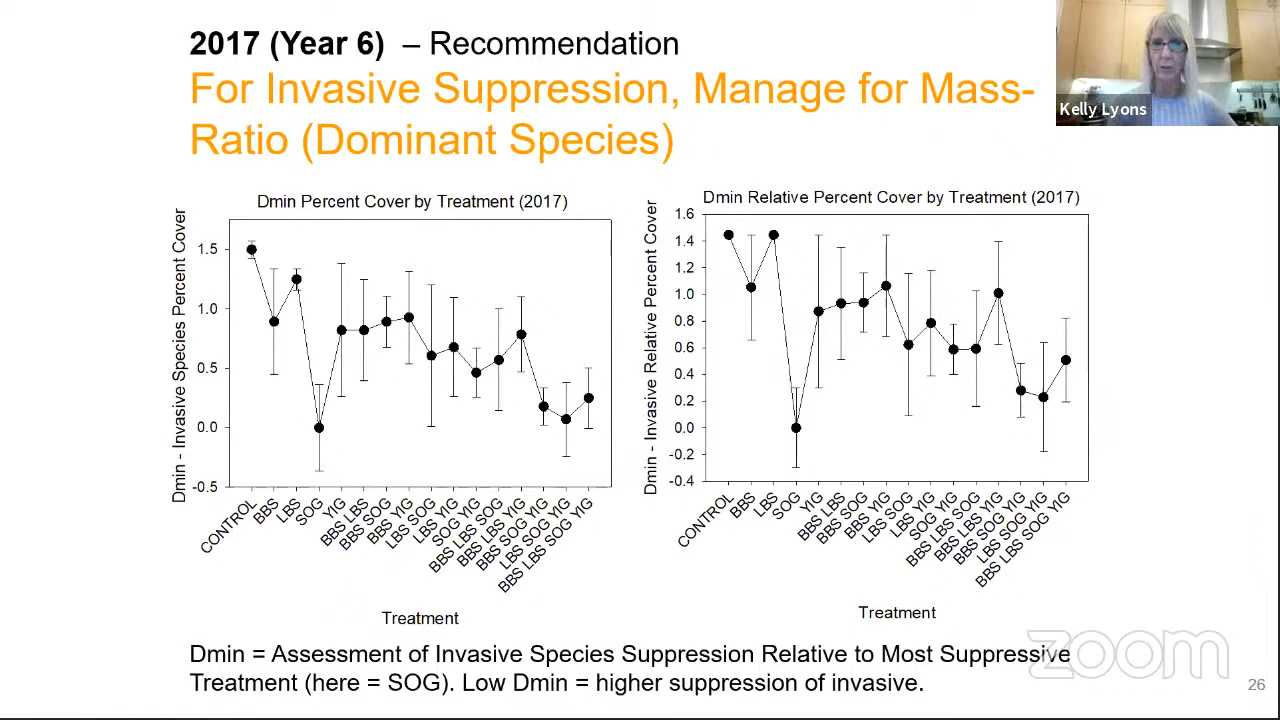 2017 (Year 6) – Recommendation
For Invasive Suppression, Manage for Mass-
Ratio (Dominant Species)
Kelly Lyons
Dmin Percent Cover by Treatment (2017)
Dmin - Invasive Species Percent Cover
1.5
1.0
0.5
0.0
-0.5
CONTROL
BBS
LBS
SOG
YIG
BBS LBS
BBS SOG
BBS YIG
LBS SOG
LBS YIG
SOG YIG
BBS LBS SOG
BBS LBS YIG
BBS SOG YIG
LBS SOG YIG
BBS LBS SOG YIG
Treatment
Dmin Relative Percent Cover by Treatment (2017)
Dmin - Invasive Relative Percent Cover
1.6
1.4
1.2
1.0
0.8
0.6
0.4
0.2
0.0
-0.2
-0.4
CONTROL
BBS
LBS
SOG
YIG
BBS LBS
BBS SOG
BBS YIG
LBS SOG
LBS YIG
SOG YIG
BBS LBS SOG
BBS LBS YIG
BBS SOG YIG
LBS SOG YIG
BBS LBS SOG YIG
Treatment
Dmin = Assessment of Invasive Species Suppression Relative to Most Suppressive
Treatment (here = SOG). Low Dmin = higher suppression of invasive.
zoom
26